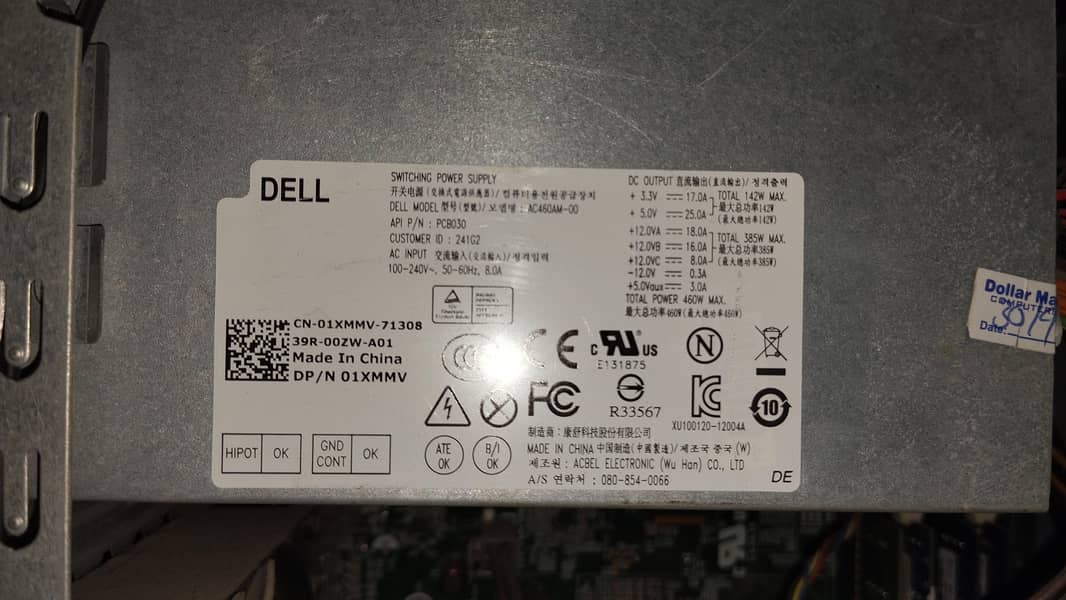 DELL
SWITCHING POWER SUPPLY
开关电源 (交換式電源供應器) / 컴퓨터용전원공급장치
DELL MODEL 型号(型號) / 모델명 : AC460AM-00
API P/N : PCB030
CUSTOMER ID : 241G2
AC INPUT 交流输入(交流輸入)/정격입력
100-240V~, 50-60Hz, 8.0A
DC OUTPUT 直流输出(直流輸出) / 정격출력
+ 3.3V 17.0A
+ 5.0V 25.0A
TOTAL 142W MAX.
最大总功率142W
(最大總功率142W)
+12.0VA 18.0A
+12.0VB 16.0A
+12.0VC 8.0A
TOTAL 385W MAX.
最大总功率385W
(最大總功率385W)
-12.0V 0.3A
+5.0Vaux 3.0A
TOTAL POWER 460W MAX.
最大总功率460W(最大總功率460W)
CN-01XMMV-71308
39R-00ZW-A01
Made In China
DP/N 01XMMV
CCC
CE
c RU US
E131875
N
FC
R33567
KC
XU100120-12004A
10
HIPOT OK
GND CONT OK
ATE OK
B/I OK
制造商 : 康舒科技股份有限公司
MADE IN CHINA 中国制造(中國製造) / 제조국 중국 (W)
제조원 : ACBEL ELECTRONIC (Wu Han) CO., LTD
A/S 연락처 : 080-854-0066
DE
Dollar Ma
COMPUTERS
Date: